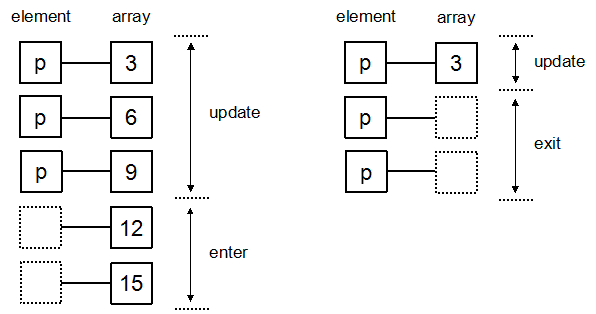 element array
p 3
p 6
update
p 9
12
enter
15
element array
p 3
update
p
exit
p